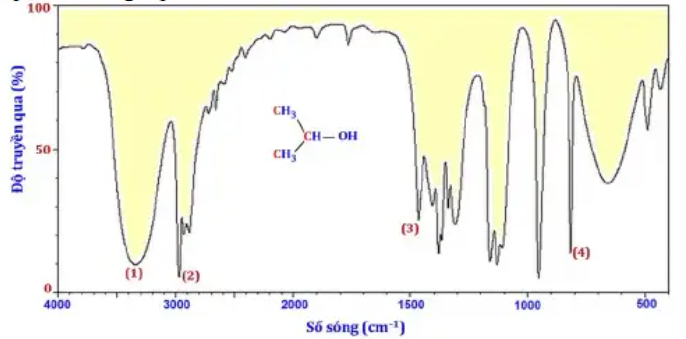 100
50
0
Độ truyền qua (%)
CH₃
CH — OH
CH₃
(1)
(2)
(3)
(4)
4000 3000 2000 1500 1000 500
Số sóng (cm⁻¹)